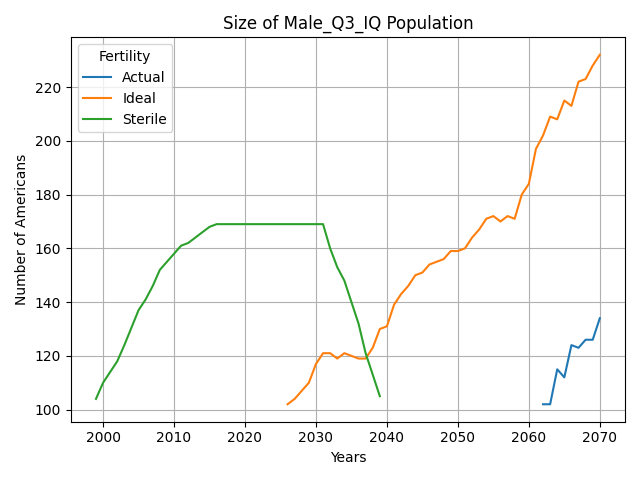 Size of Male_Q3_IQ Population
Fertility
Actual
Ideal
Sterile
Number of Americans
220
200
180
160
140
120
100
2000 2010 2020 2030 2040 2050 2060 2070
Years